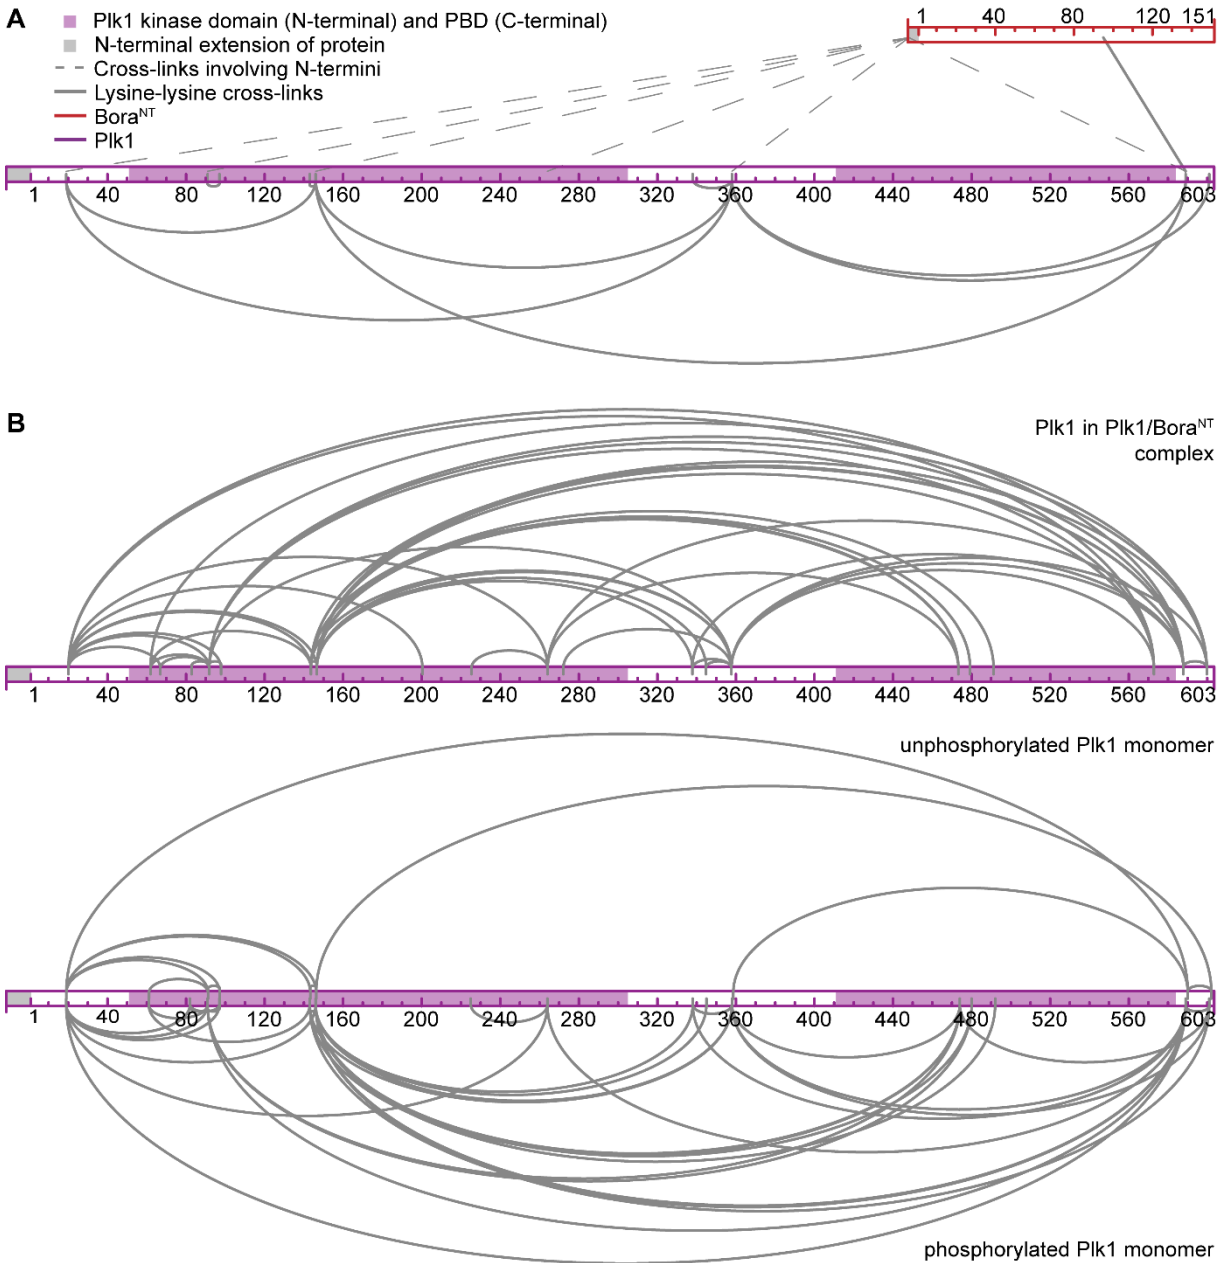 A
Plk1 kinase domain (N-terminal) and PBD (C-terminal)
N-terminal extension of protein
Cross-links involving N-termini
Lysine-lysine cross-links
Bora^NT
Plk1
1 40 80 120 151
1 40 80 120 160 200 240 280 320 360 400 440 480 520 560 603
B
Plk1 in Plk1/Bora^NT
complex
1 40 80 120 160 200 240 280 320 360 400 440 480 520 560 603
unphosphorylated Plk1 monomer
1 40 80 120 160 200 240 280 320 360 400 440 480 520 560 603
phosphorylated Plk1 monomer